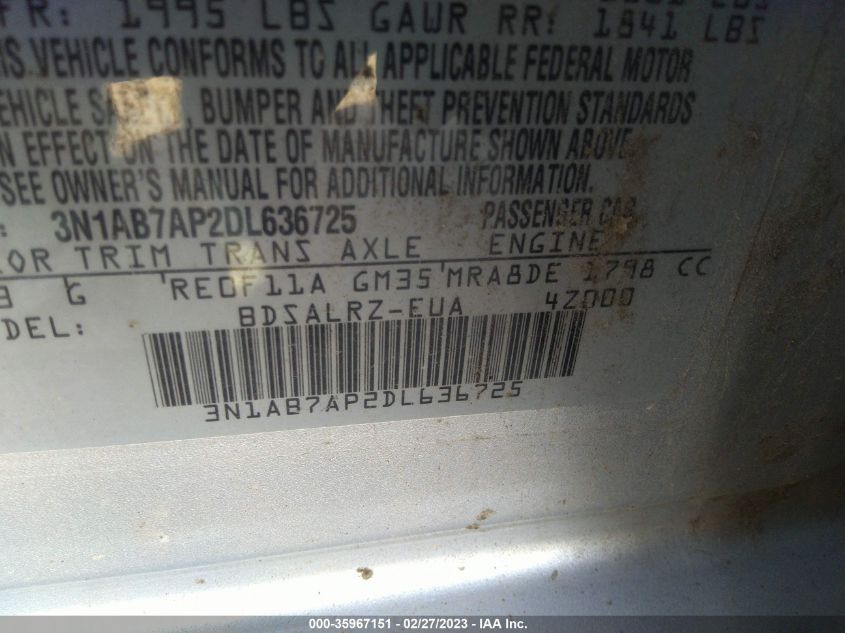 FR: 1995 LBS GAWR RR: 1841 LBS
IS VEHICLE CONFORMS TO ALL APPLICABLE FEDERAL MOTOR
EHICLE SAFETY, BUMPER AND THEFT PREVENTION STANDARDS
N EFFECT ON THE DATE OF MANUFACTURE SHOWN ABOVE.
SEE OWNER'S MANUAL FOR ADDITIONAL INFORMATION.
: 3N1AB7AP2DL636725 PASSENGER CAR
LOR TRIM TRANS AXLE ENGINE
G RE0F11A GM35 MRA8DE 1798 CC
DEL: BDSALRZ-EUA 4Z000
3N1AB7AP2DL636725
000-35967151 - 02/27/2023 - IAA Inc.